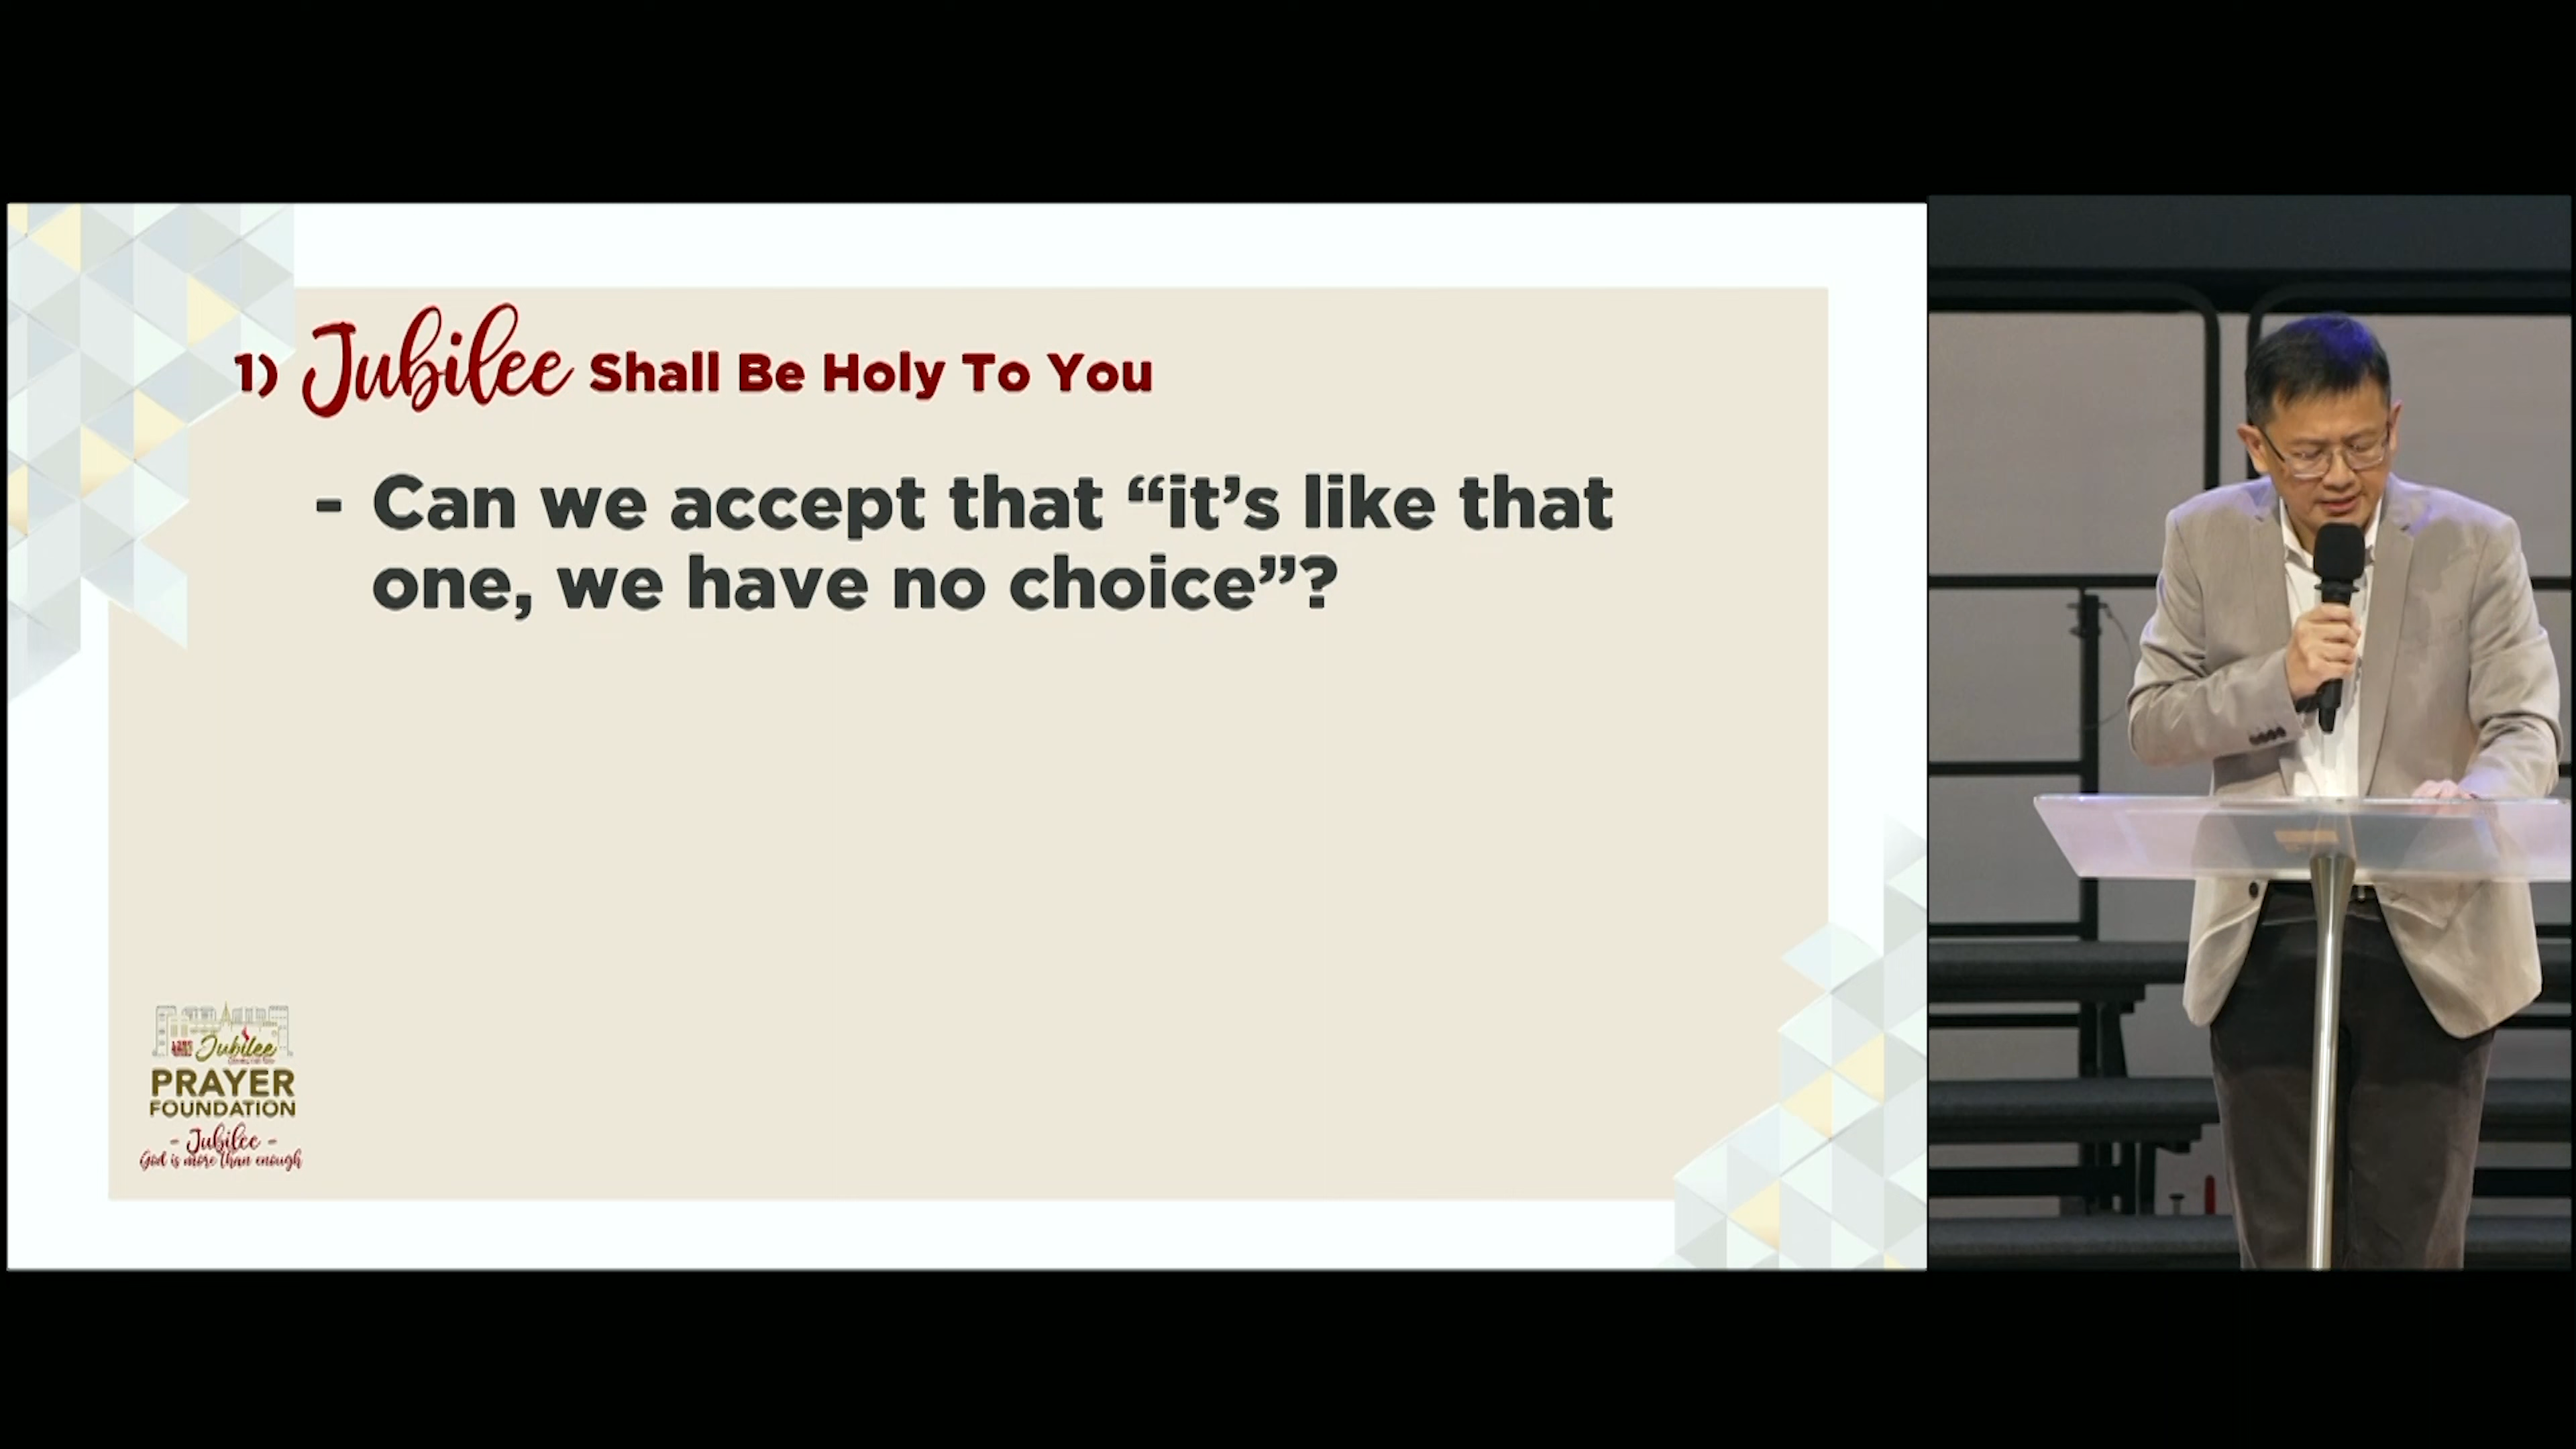 1) Jubilee Shall Be Holy To You
- Can we accept that “it’s like that
one, we have no choice”?
Jubilee
PRAYER
FOUNDATION
- Jubilee -
God is more than enough